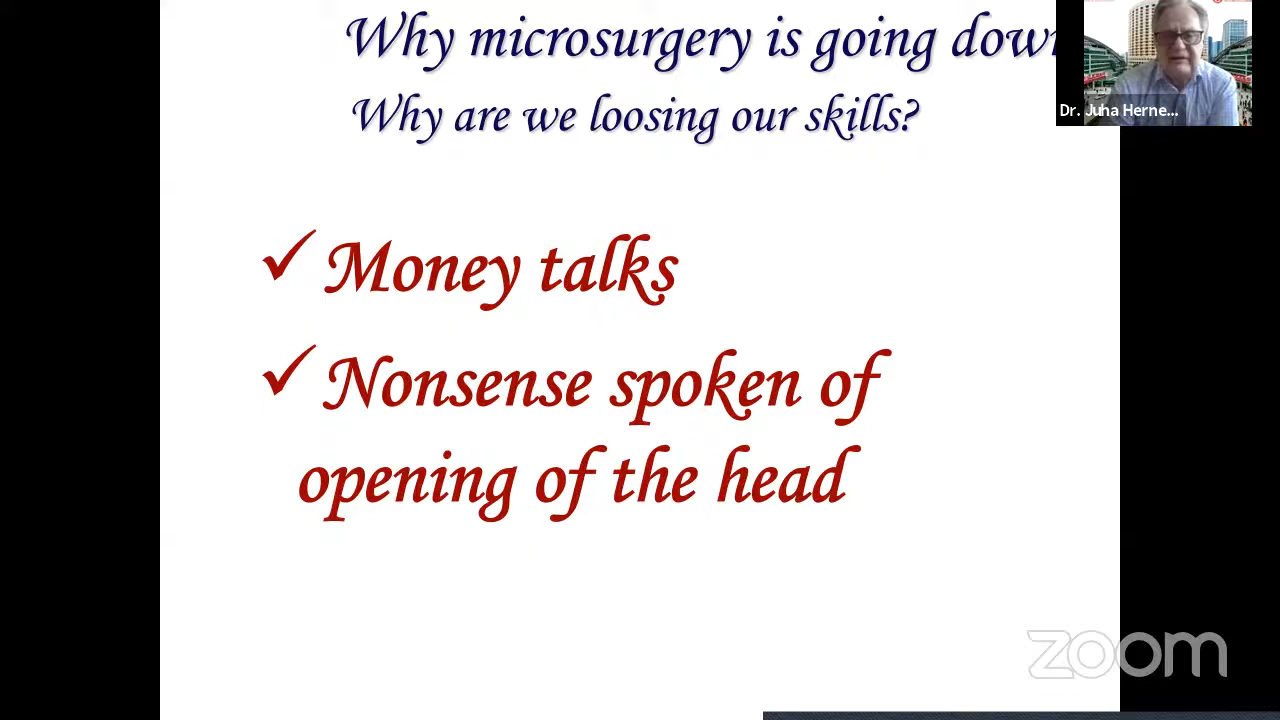 Why microsurgery is going down
Why are we loosing our skills?
Dr. Juha Herne...
✓ Money talks
✓ Nonsense spoken of
opening of the head
zoom